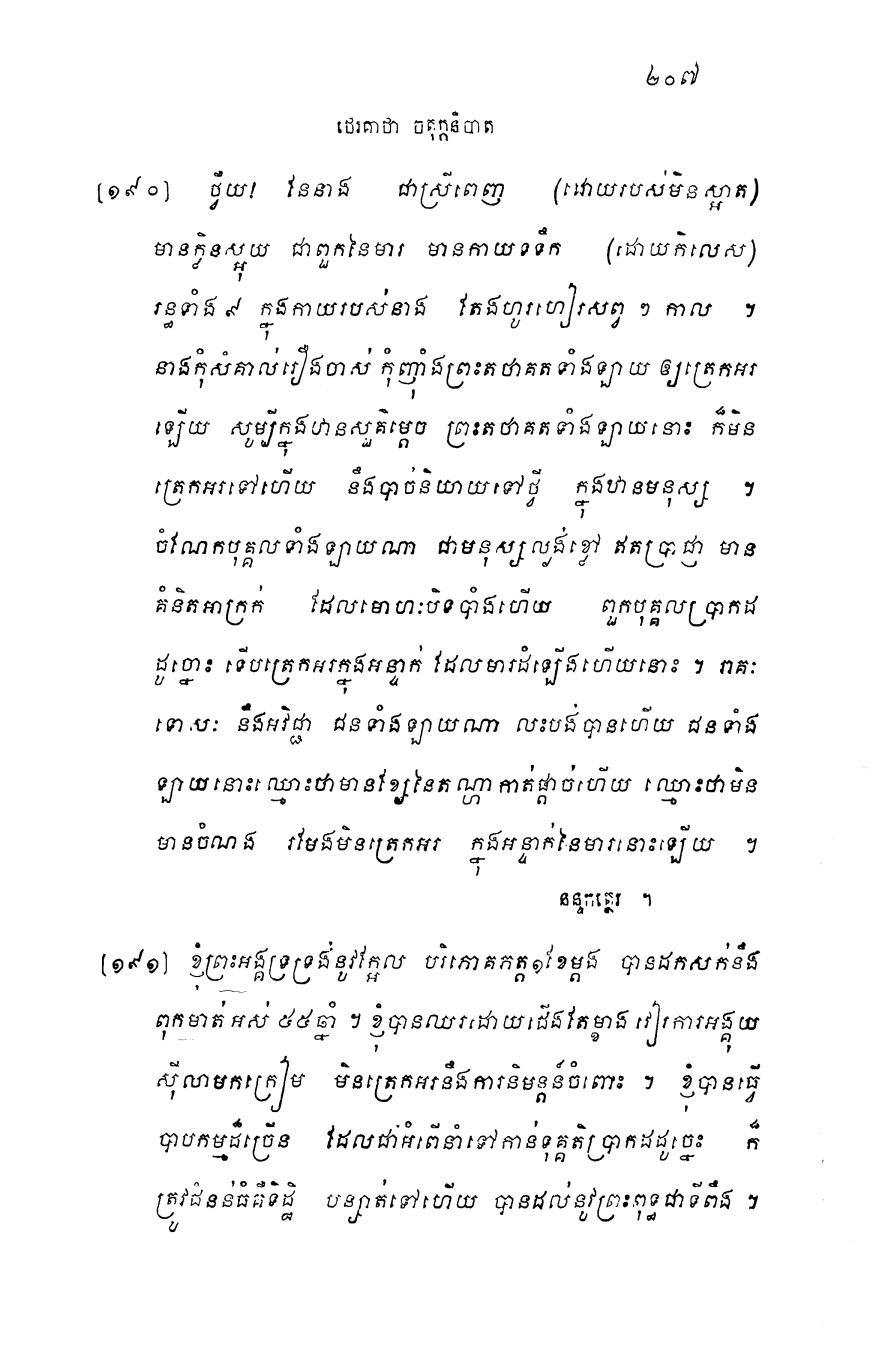 ២០៧
ថេរគាថា ចតុក្កនិបាត
[១៩០] ថ្វឹយ! នែនាង ជាស្រីពេញ (ដោយរបស់មិនស្អាត)
មានក្លិនស្អុយ ជាពួកនៃមារ មានកាយទទឹក (ដោយកិលេស)
រន្ធទាំង ៩ ក្នុងកាយរបស់នាង តែងហូរហៀរសព្វ ៗ កាល ។
នាងកុំសំគាល់រឿងចាស់ កុំញ៉ាំងព្រះតថាគតទាំងឡាយ ឲ្យត្រេកអរ
ឡើយ សូម្បីក្នុងឋានសួគិម្តេច ព្រះតថាគតទាំងឡាយនោះ ក៏មិន
ត្រេកអរទៅហើយ នឹងបាច់និយាយទៅថ្វី ក្នុងឋានមនុស្ស ។
ចំណែកបុគ្គលទាំងឡាយណា ជាមនុស្សល្ងង់ខ្លៅ ឥតប្រាជ្ញា មាន
គំនិតអាក្រក់ ដែលមោហៈបិទបាំងហើយ ពួកបុគ្គលប្រាកដ
ដូច្នោះ ទើបត្រេកអរក្នុងអន្ទាក់ ដែលមារដំឡើងហើយនោះ ។ រាគៈ
ទោសៈ នឹងអវិជ្ជា ជនទាំងឡាយណា លះបង់បានហើយ ជនទាំង
ឡាយនោះឈ្មោះថាមានខ្សែនៃតណ្ហាកាត់ផ្តាច់ហើយ ឈ្មោះថាមិន
មានចំណង រមែងមិនត្រេកអរ ក្នុងអន្ទាក់នៃមារនោះឡើយ ។
នន្ទកត្ថេរ ។
[១៩១] ខ្ញុំព្រះអង្គទ្រទ្រង់នូវក្អែល បរិភោគភត្ត១ខែម្តង បានដកសក់នឹង
ពុកមាត់អស់ ៥៥ឆ្នាំ ។ ខ្ញុំបានឈរដោយជើងតែម្ខាង វៀរការអង្គុយ
ស៊ីលាមកក្រៀម មិនត្រេកអរនឹងការនិមន្តន៍ចំពោះ ។ ខ្ញុំបានធ្វើ
បាបកម្មដ៏ច្រើន ដែលជាអំពើនាំទៅកាន់ទុគ្គតិប្រាកដដូច្នេះ ក៏
ត្រូវជំនន់ធំគឺទិដ្ឋិ បន្សាត់ទៅហើយ បានដល់នូវព្រះពុទ្ធជាទីពឹង ។